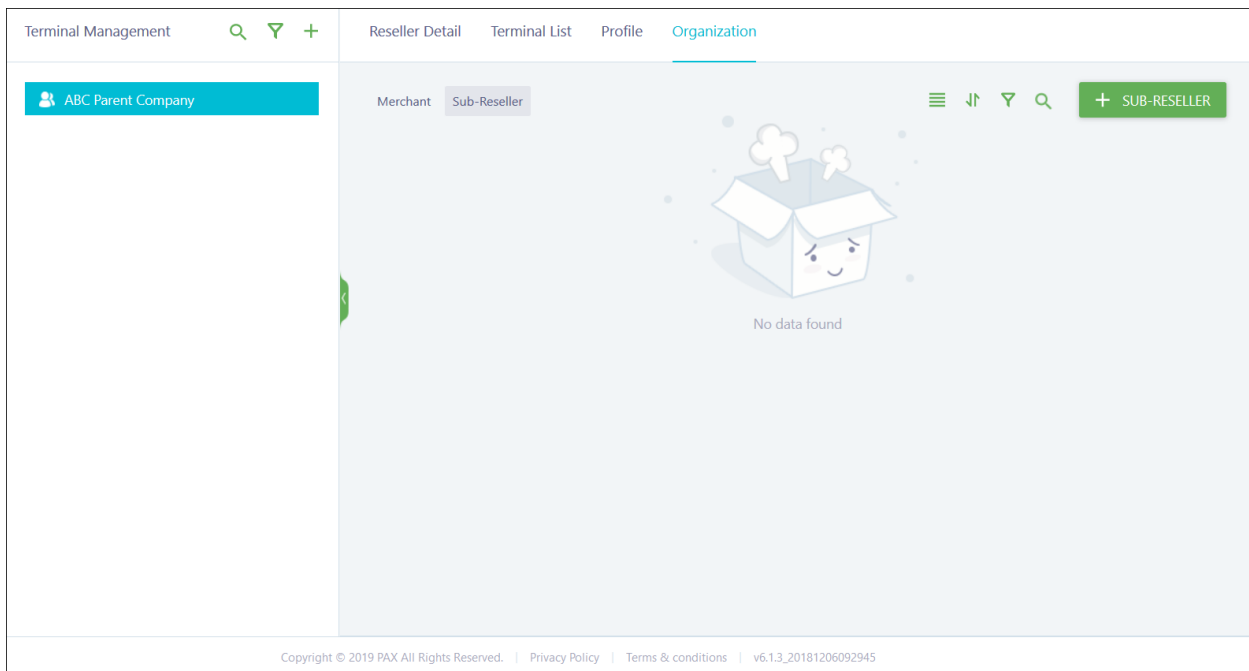 Terminal Management
Reseller Detail Terminal List Profile Organization
ABC Parent Company
Merchant Sub-Reseller
+ SUB-RESELLER
No data found
Copyright © 2019 PAX All Rights Reserved. | Privacy Policy | Terms & conditions | v6.1.3_20181206092945